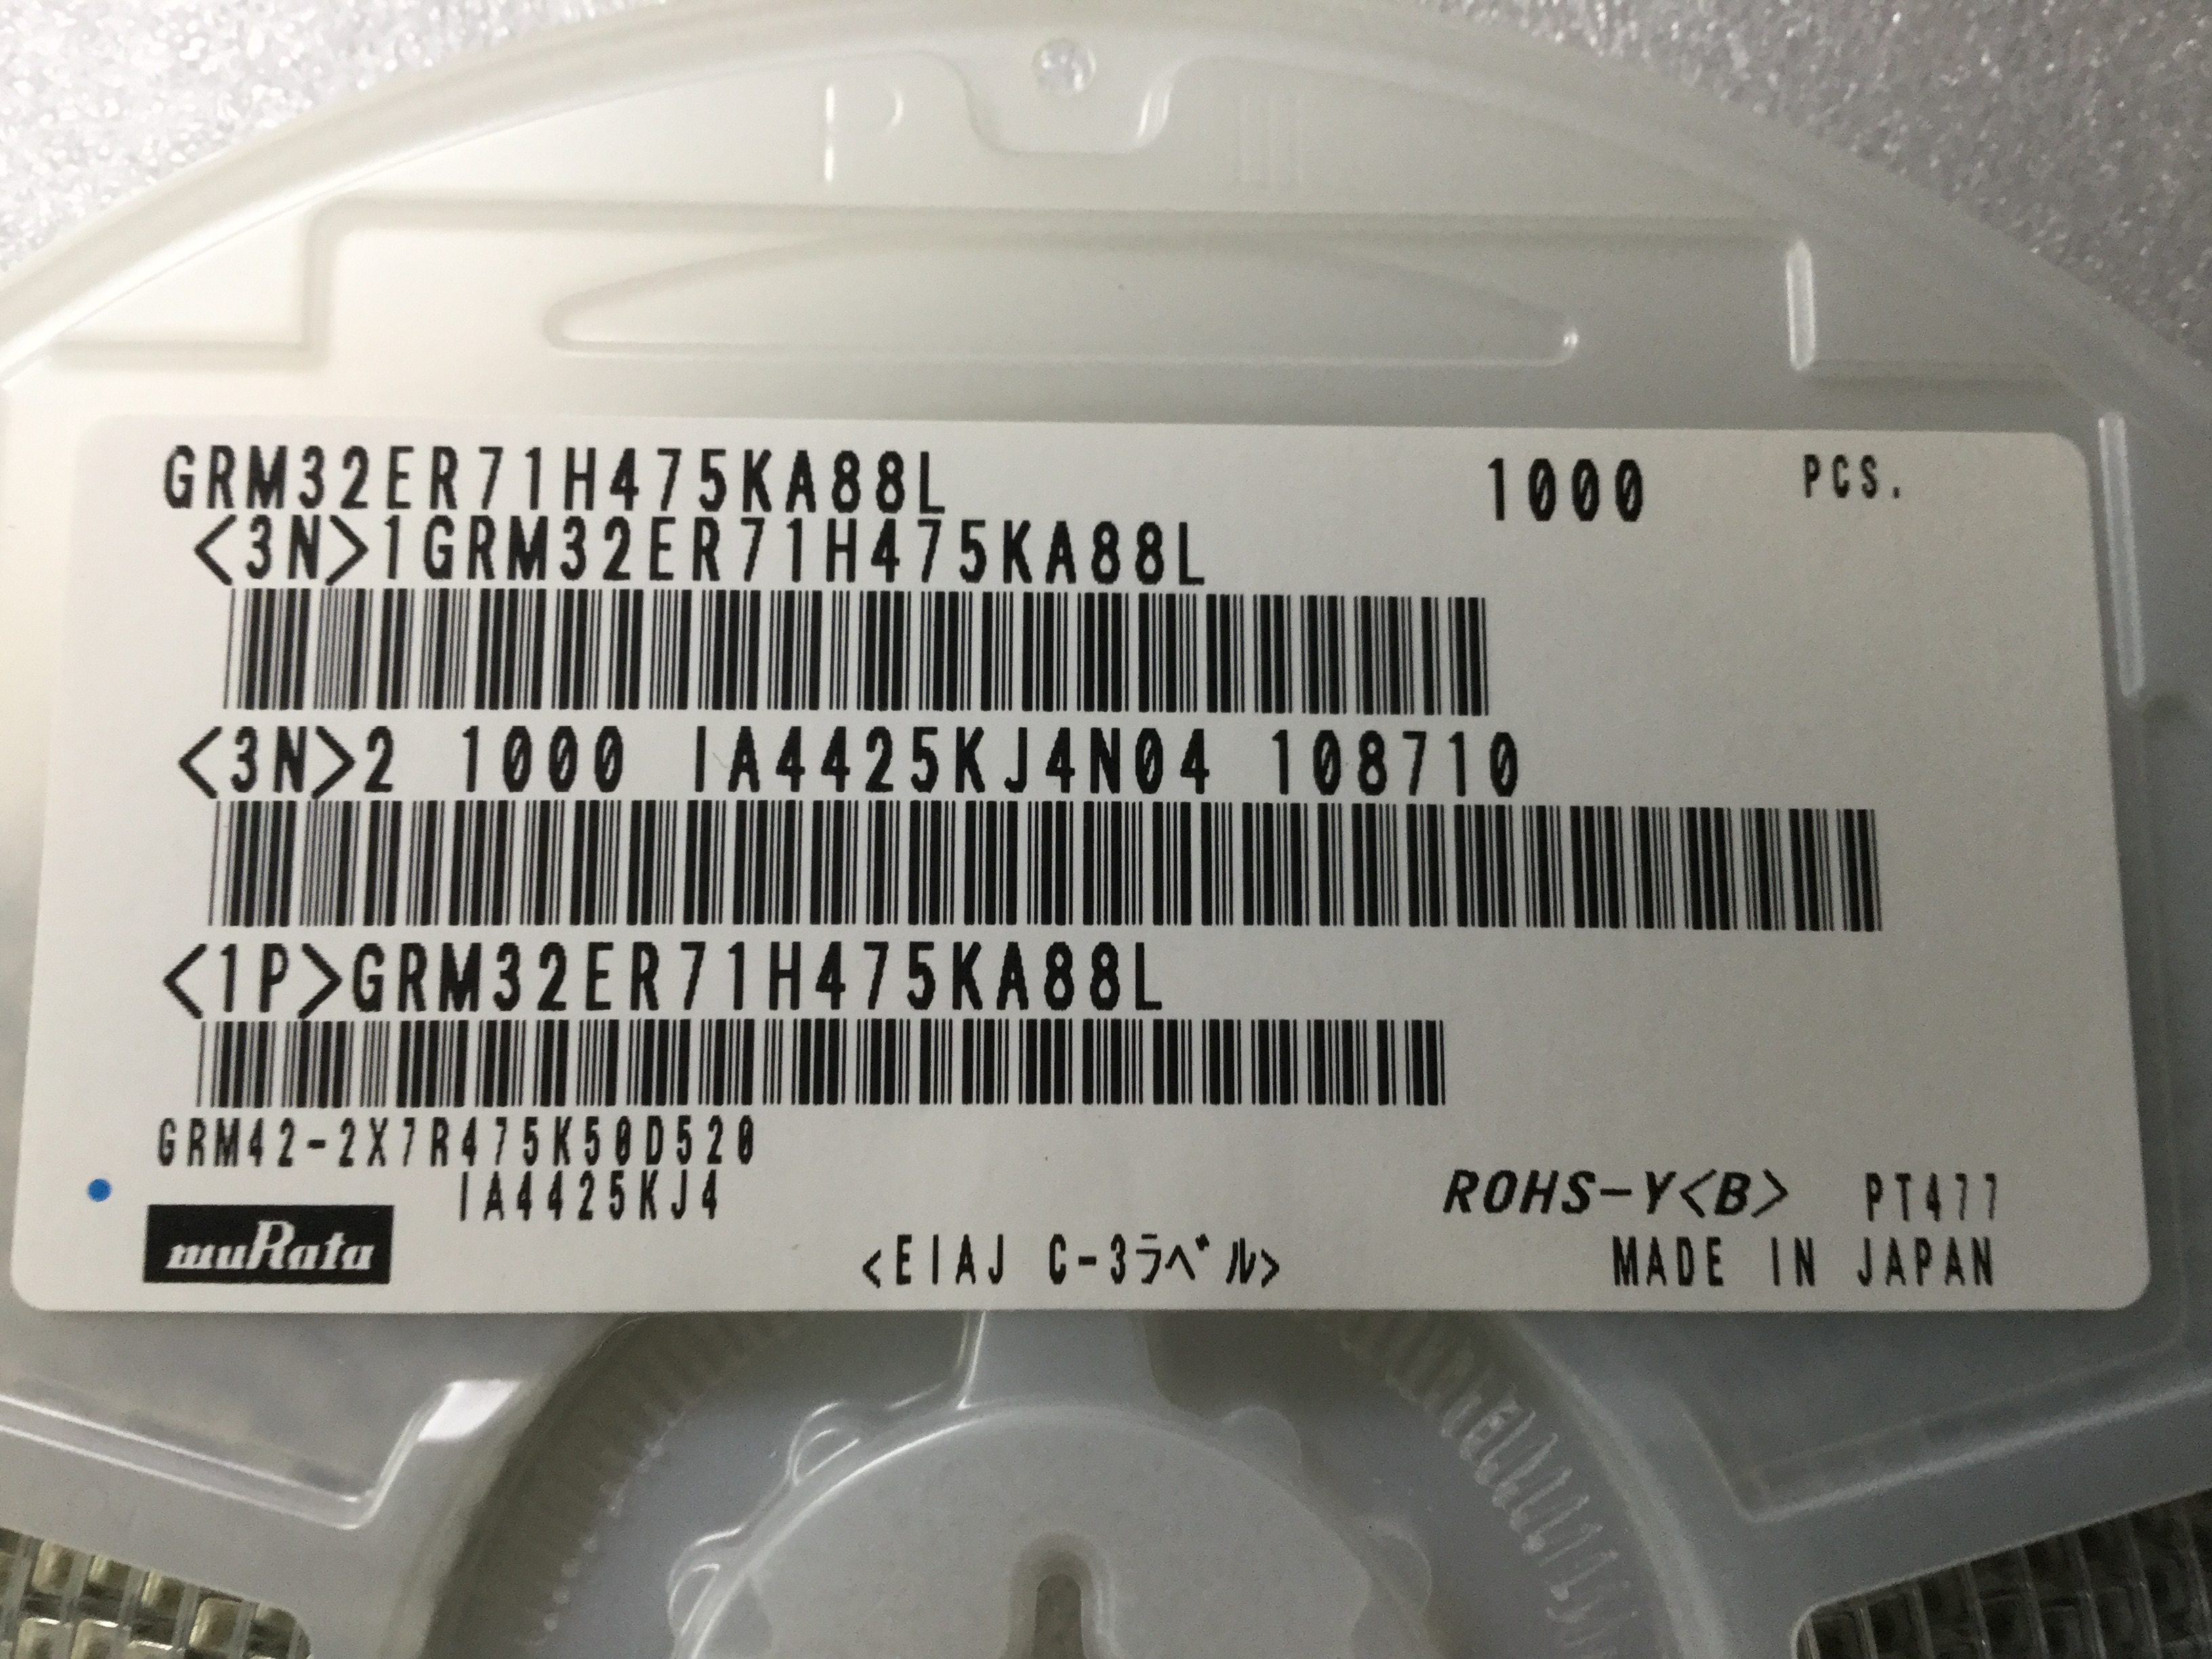 GRM32ER71H475KA88L 1000 PCS.
<3N>1GRM32ER71H475KA88L
<3N>2 1000 IA4425KJ4N04 108710
<1P>GRM32ER71H475KA88L
GRM42-2X7R475K50D520
IA4425KJ4
ROHS-Y<B> PT477
muRata
<EIAJ C-3ラベル>
MADE IN JAPAN